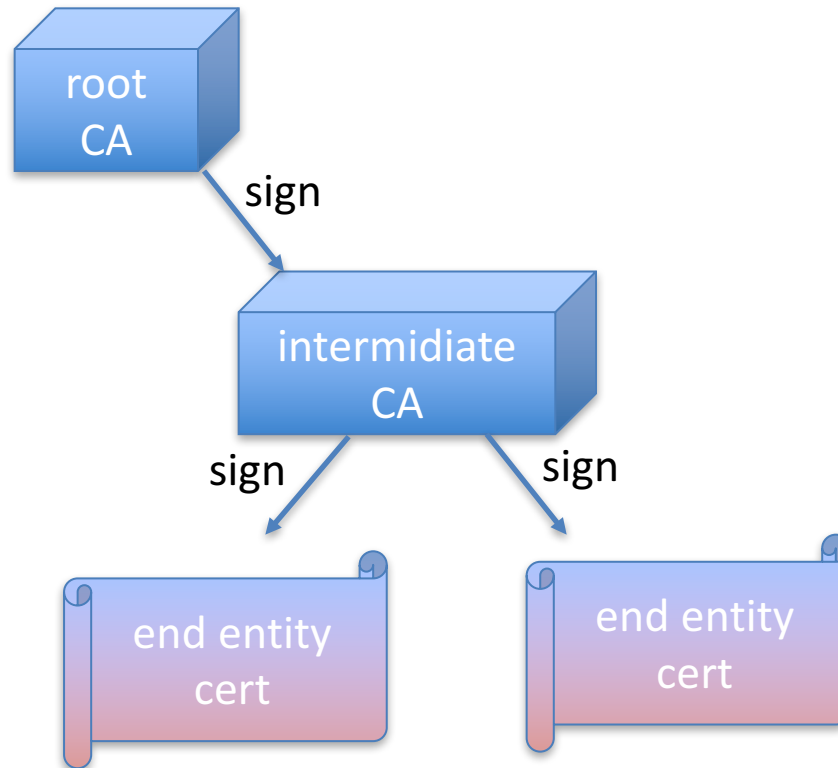 root
CA
sign
intermidiate
CA
sign
sign
end entity
cert
end entity
cert